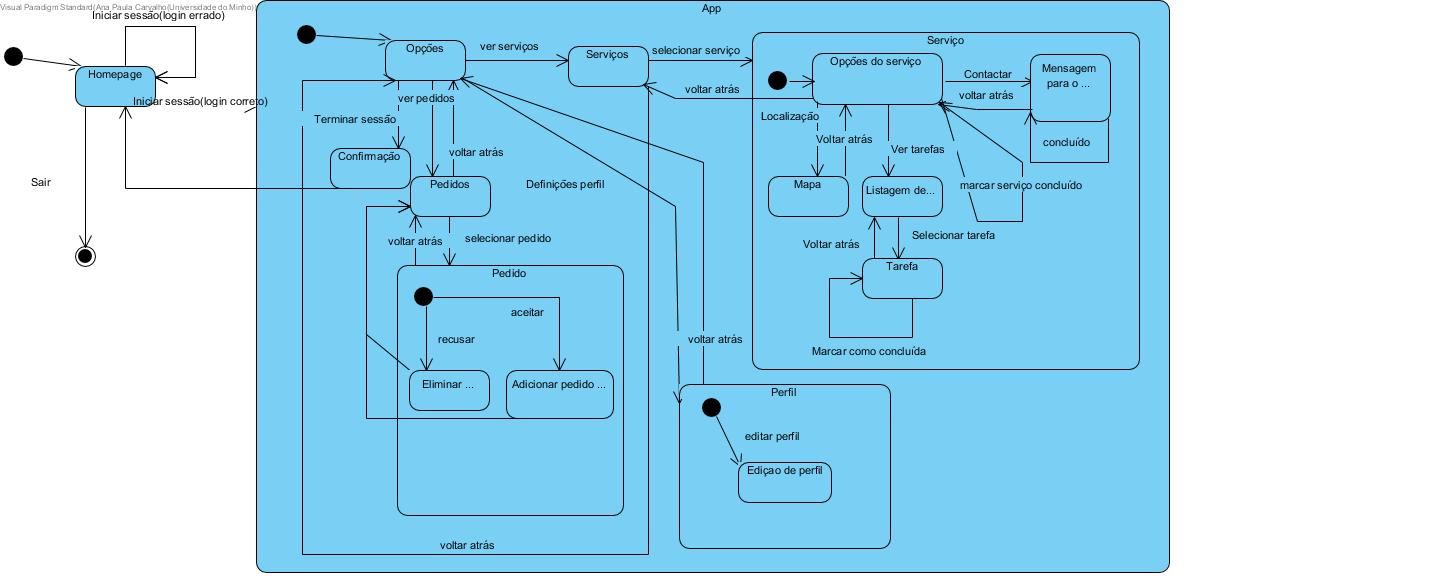 Visual Paradigm Standard(Ana Paula Carvalho(Universidade do Minho))
Iniciar sessão(login errado)
Homepage
Iniciar sessão(login correto)
Sair
App
Opções
ver serviços
Serviços
selecionar serviço
voltar atrás
ver pedidos
Terminar sessão
Confirmação
voltar atrás
Pedidos
Definições perfil
voltar atrás
selecionar pedido
Pedido
aceitar
recusar
Eliminar ...
Adicionar pedido ...
voltar atrás
voltar atrás
Serviço
Opções do serviço
Contactar
voltar atrás
Mensagem
para o ...
concluído
Localização
Voltar atrás
Ver tarefas
Mapa
Listagem de...
marcar serviço concluído
Voltar atrás
Selecionar tarefa
Tarefa
Marcar como concluída
Perfil
editar perfil
Ediçao de perfil